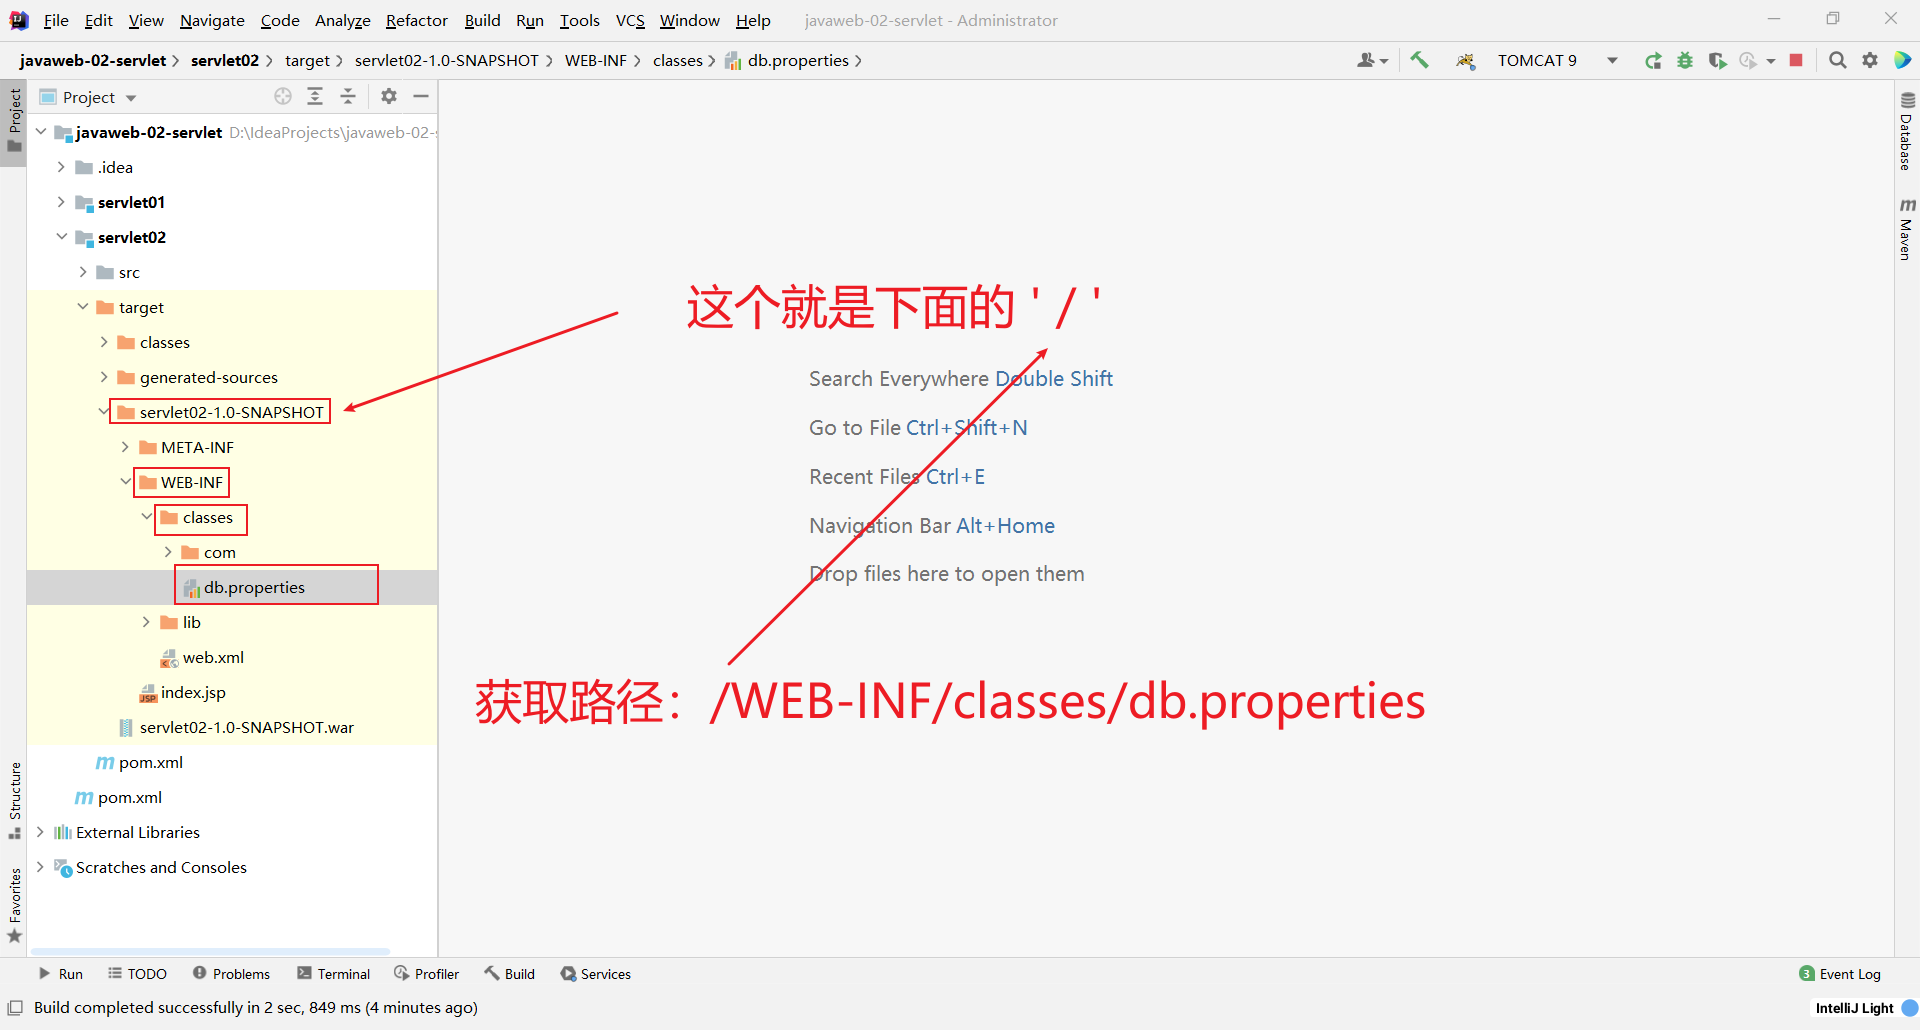 File Edit View Navigate Code Analyze Refactor Build Run Tools VCS Window Help javaweb-02-servlet - Administrator
javaweb-02-servlet servlet02 target servlet02-1.0-SNAPSHOT WEB-INF classes db.properties TOMCAT 9
Project
Project
javaweb-02-servlet D:\IdeaProjects\javaweb-02-s
.idea
servlet01
servlet02
src
target
classes
generated-sources
servlet02-1.0-SNAPSHOT
META-INF
WEB-INF
classes
com
db.properties
lib
web.xml
index.jsp
servlet02-1.0-SNAPSHOT.war
pom.xml
pom.xml
External Libraries
Scratches and Consoles
Structure
Favorites
这个就是下面的 ' / '
Search Everywhere Double Shift
Go to File Ctrl+Shift+N
Recent Files Ctrl+E
Navigation Bar Alt+Home
Drop files here to open them
获取路径：/WEB-INF/classes/db.properties
Database
Maven
Run TODO Problems Terminal Profiler Build Services 3 Event Log
Build completed successfully in 2 sec, 849 ms (4 minutes ago) IntelliJ Light